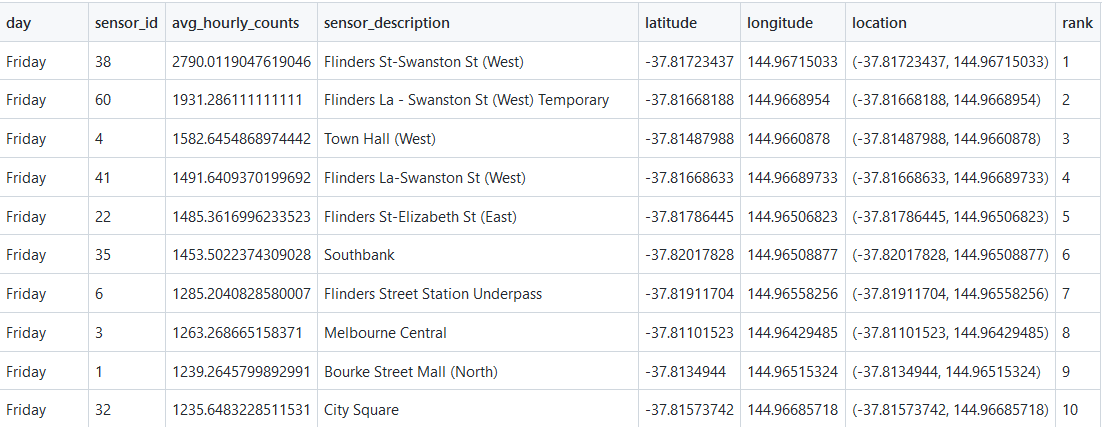 day sensor_id avg_hourly_counts sensor_description latitude longitude location rank
Friday 38 2790.0119047619046 Flinders St-Swanston St (West) -37.81723437 144.96715033 (-37.81723437, 144.96715033) 1
Friday 60 1931.286111111111 Flinders La - Swanston St (West) Temporary -37.81668188 144.9668954 (-37.81668188, 144.9668954) 2
Friday 4 1582.6454868974442 Town Hall (West) -37.81487988 144.9660878 (-37.81487988, 144.9660878) 3
Friday 41 1491.6409370199692 Flinders La-Swanston St (West) -37.81668633 144.96689733 (-37.81668633, 144.96689733) 4
Friday 22 1485.3616996233523 Flinders St-Elizabeth St (East) -37.81786445 144.96506823 (-37.81786445, 144.96506823) 5
Friday 35 1453.5022374309028 Southbank -37.82017828 144.96508877 (-37.82017828, 144.96508877) 6
Friday 6 1285.2040828580007 Flinders Street Station Underpass -37.81911704 144.96558256 (-37.81911704, 144.96558256) 7
Friday 3 1263.268665158371 Melbourne Central -37.81101523 144.96429485 (-37.81101523, 144.96429485) 8
Friday 1 1239.2645799892991 Bourke Street Mall (North) -37.8134944 144.96515324 (-37.8134944, 144.96515324) 9
Friday 32 1235.6483228511531 City Square -37.81573742 144.96685718 (-37.81573742, 144.96685718) 10